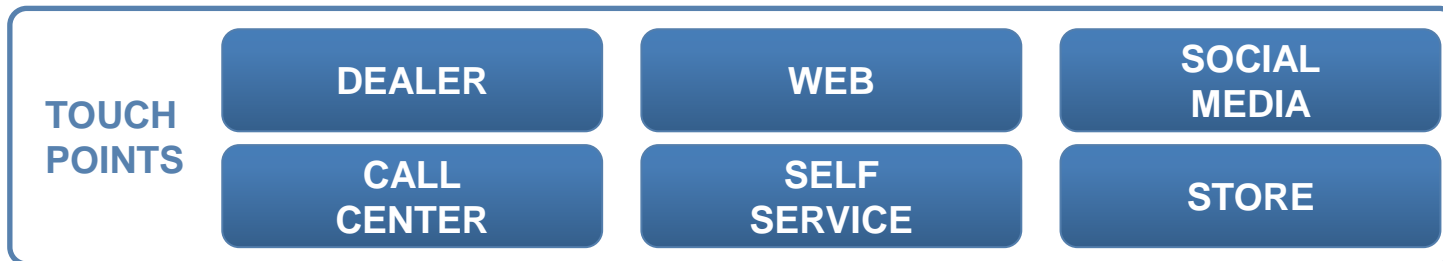 TOUCH
POINTS
DEALER
WEB
SOCIAL
MEDIA
CALL
CENTER
SELF
SERVICE
STORE